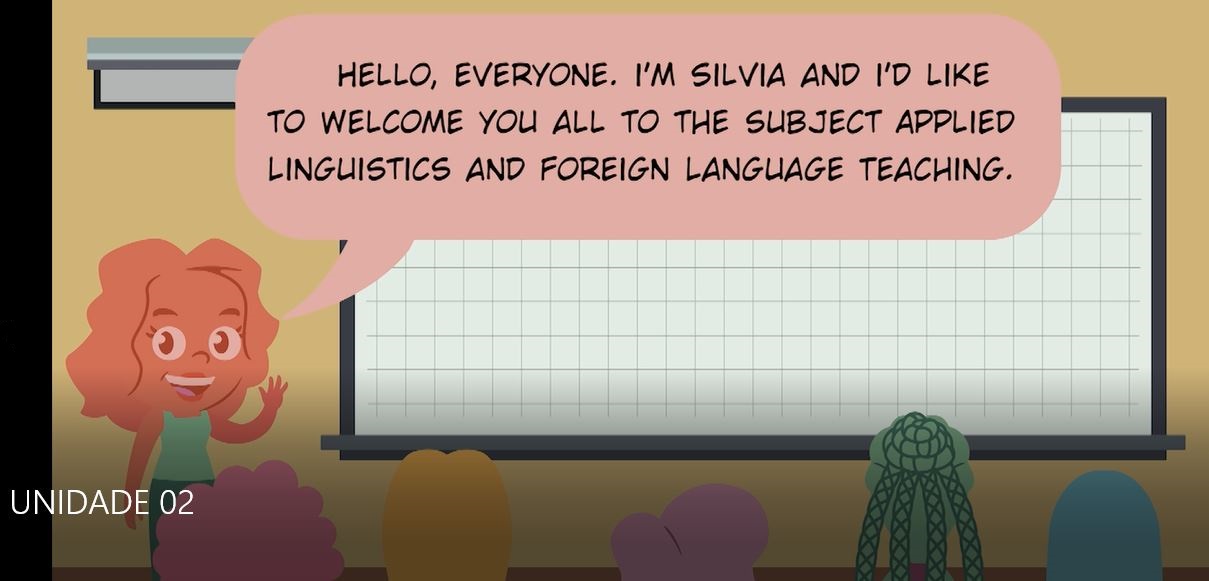 HELLO, EVERYONE. I'M SILVIA AND I'D LIKE
TO WELCOME YOU ALL TO THE SUBJECT APPLIED
LINGUISTICS AND FOREIGN LANGUAGE TEACHING.
UNIDADE 02